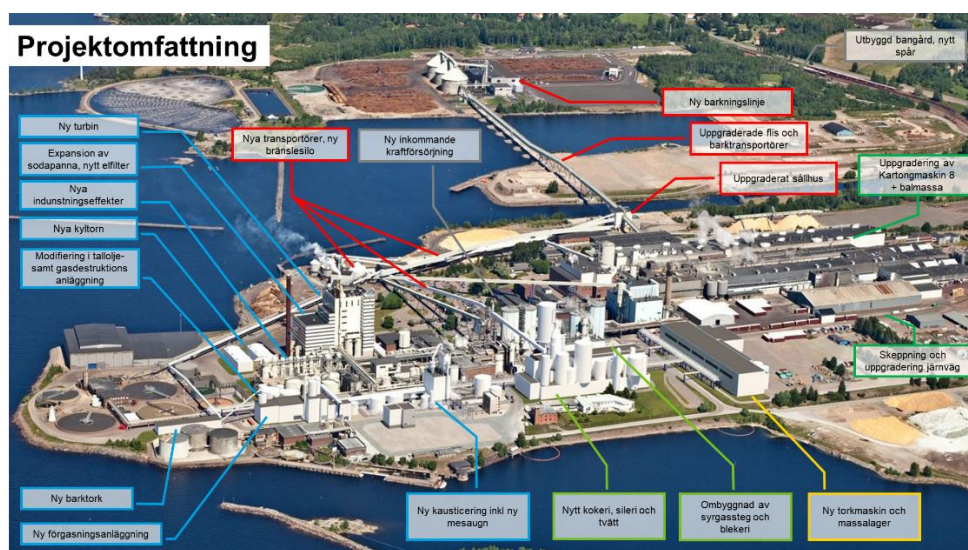 Projektomfattning
Utbyggd bangård, nytt
spår
Ny barkningslinje
Ny turbin
Nya transportörer, ny
bränslesilo
Ny inkommande
kraftförsörjning
Uppgraderade flis och
barktransportörer
Expansion av
sodapanna, nytt elfilter
Uppgraderat sållhus
Uppgradering av
Kartongmaskin 8
+ balmassa
Nya
indunstningseffekter
Nya kyltorn
Modifiering i tallolje-
samt gasdestruktions
anläggning
Skeppning och
uppgradering järnväg
Ny barktork
Ny förgasningsanläggning
Ny kausticering inkl ny
mesaugn
Nytt kokeri, sileri och
tvätt
Ombyggnad av
syrgassteg och
blekeri
Ny torkmaskin och
massalager